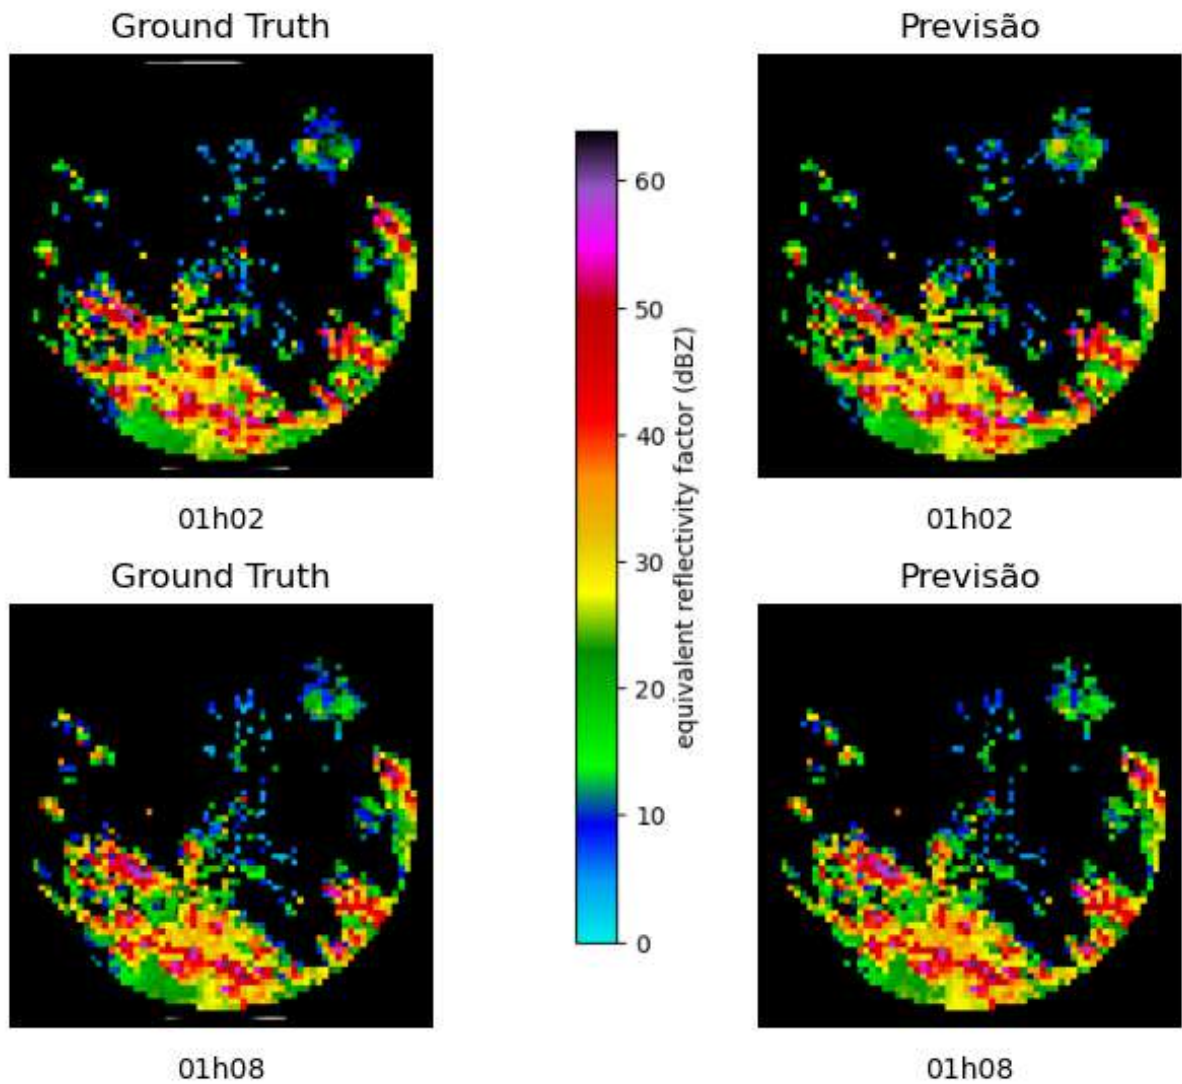 Ground Truth
Previsão
01h02
01h02
60
50
40
30
20
10
0
equivalent reflectivity factor (dBZ)
Ground Truth
Previsão
01h08
01h08